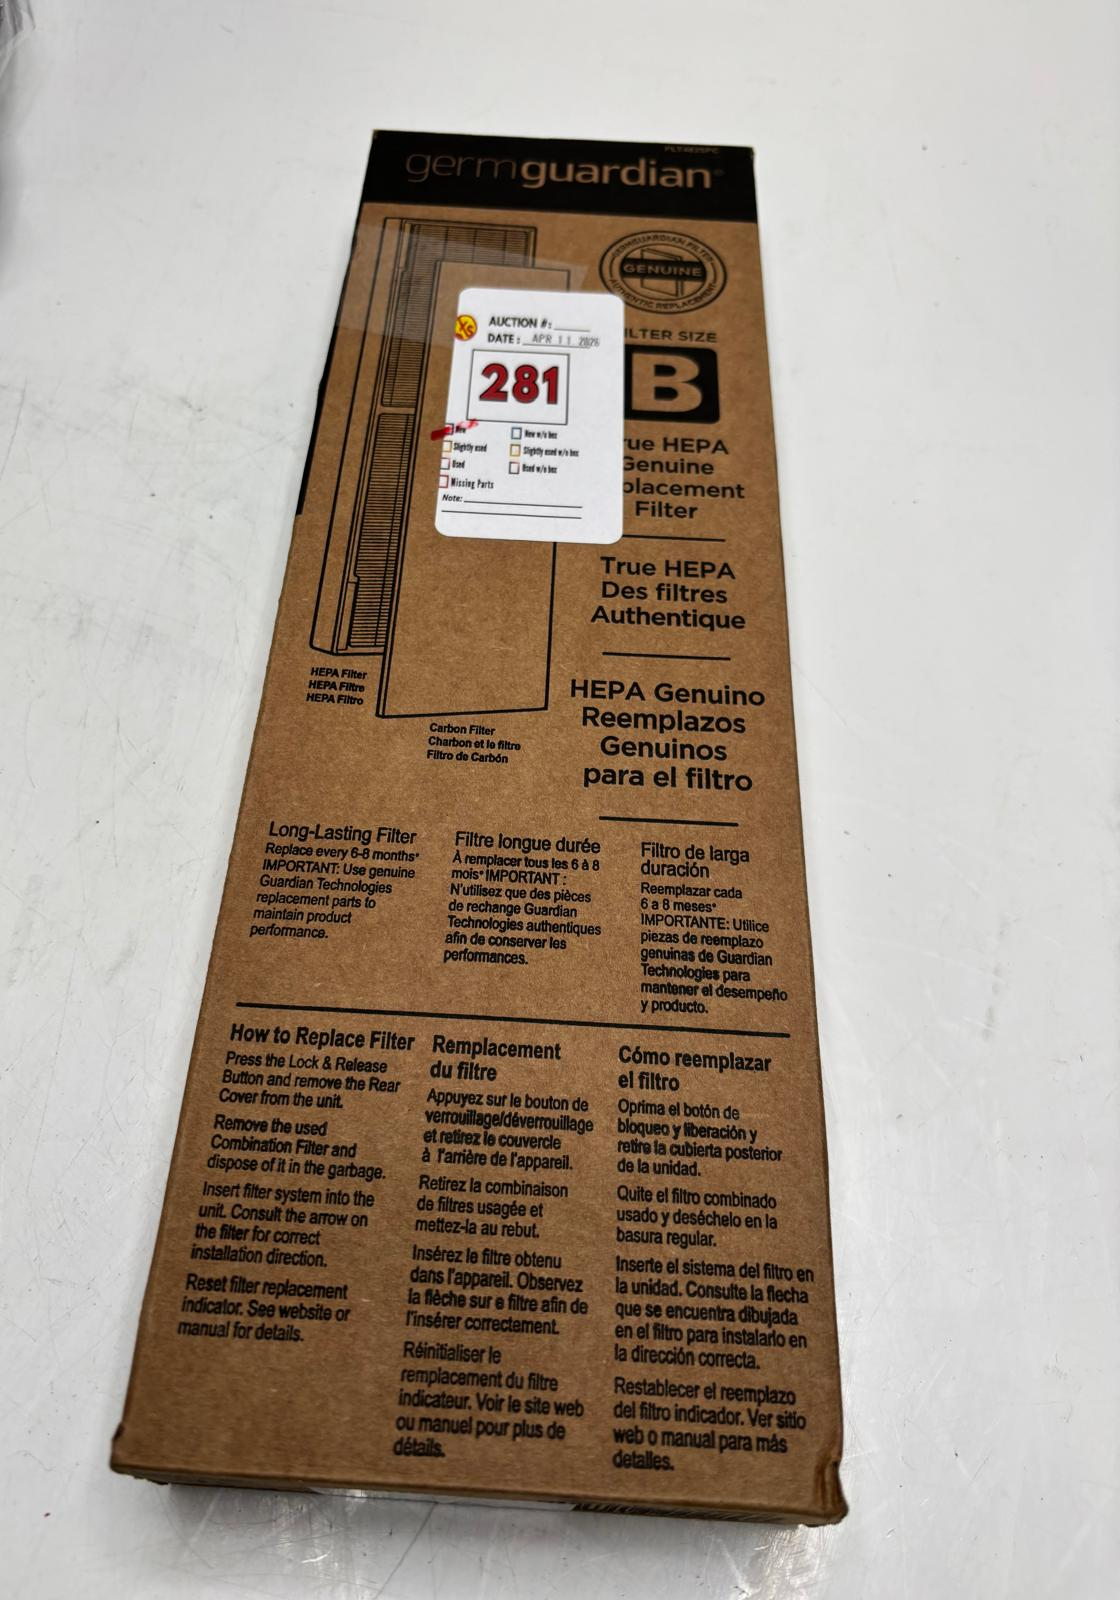 germguardian
GERMGUARDIAN FILTER
GENUINE
AUTHENTIC REPLACEMENT
AUCTION #:
DATE: APR 11 2026
281
New
New w/o box
Slightly used
Slightly used w/o box
Used
Used w/o box
Missing Parts
Note:
XS
ILTER SIZE
B
rue HEPA
Genuine
placement
Filter
True HEPA
Des filtres
Authentique
HEPA Genuino
Reemplazos
Genuinos
para el filtro
HEPA Filter
HEPA Filtre
HEPA Filtro
Carbon Filter
Charbon et le filtre
Filtro de Carbón
Long-Lasting Filter
Replace every 6-8 months*
IMPORTANT: Use genuine
Guardian Technologies
replacement parts to
maintain product
performance.
Filtre longue durée
À remplacer tous les 6 à 8
mois* IMPORTANT :
N'utilisez que des pièces
de rechange Guardian
Technologies authentiques
afin de conserver les
performances.
Filtro de larga
duración
Reemplazar cada
6 a 8 meses*
IMPORTANTE: Utilice
piezas de reemplazo
genuinas de Guardian
Technologies para
mantener el desempeño
y producto.
How to Replace Filter
Press the Lock & Release
Button and remove the Rear
Cover from the unit.
Remove the used
Combination Filter and
dispose of it in the garbage.
Insert filter system into the
unit. Consult the arrow on
the filter for correct
installation direction.
Reset filter replacement
indicator. See website or
manual for details.
Remplacement
du filtre
Appuyez sur le bouton de
verrouillage/déverrouillage
et retirez le couvercle
à l'arrière de l'appareil.
Retirez la combinaison
de filtres usagée et
mettez-la au rebut.
Insérez le filtre obtenu
dans l'appareil. Observez
la flèche sur e filtre afin de
l'insérer correctement.
Réinitialiser le
remplacement du filtre
indicateur. Voir le site web
ou manuel pour plus de
détails.
Cómo reemplazar
el filtro
Oprima el botón de
bloqueo y liberación y
retire la cubierta posterior
de la unidad.
Quite el filtro combinado
usado y deséchelo en la
basura regular.
Inserte el sistema del filtro en
la unidad. Consulte la flecha
que se encuentra dibujada
en el filtro para instalarlo en
la dirección correcta.
Restablecer el reemplazo
del filtro indicador. Ver sitio
web o manual para más
detalles.